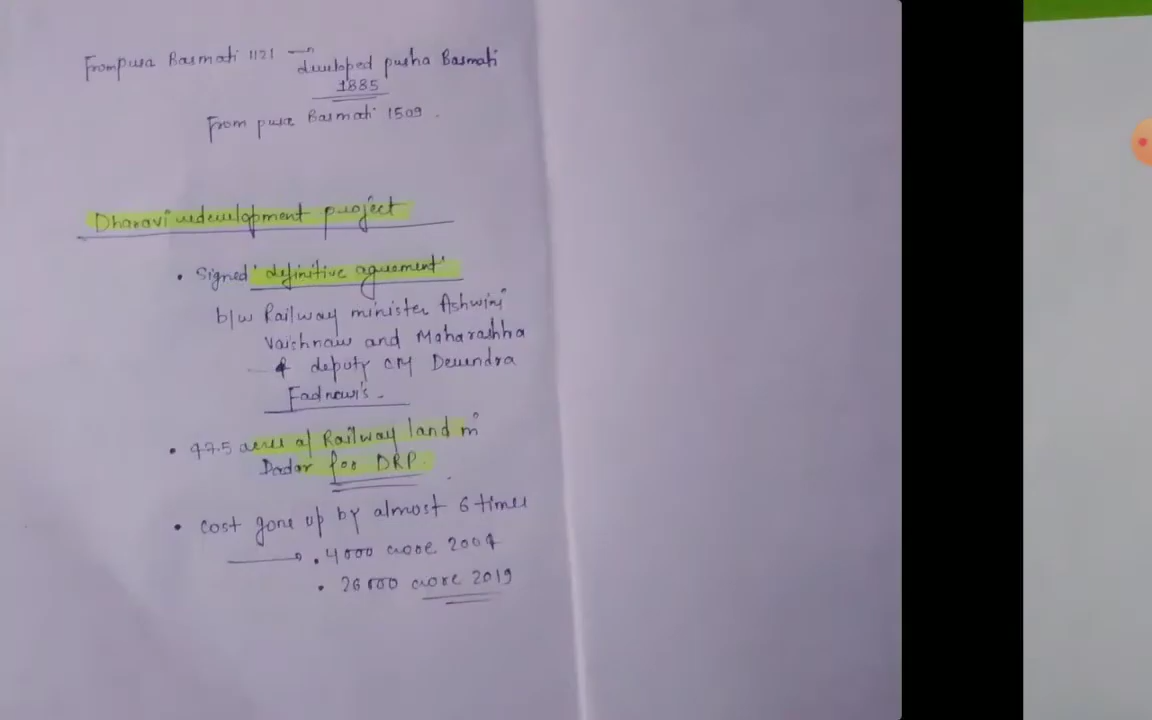 From pusa Basmati 1121 → developed pusha Basmati
1885
From pusa Basmati 1509.
Dharavi redevelopment project
• Signed 'definitive agreement'
b/w Railway minister Ashwini
Vaishnaw and Maharashha
& deputy CM Devendra
Fadnewis.
• 47.5 acres of Railway land in
Dadar for DRP.
• cost gone up by almost 6 times
→ • 4000 crore 2004
• 26000 crore 2019